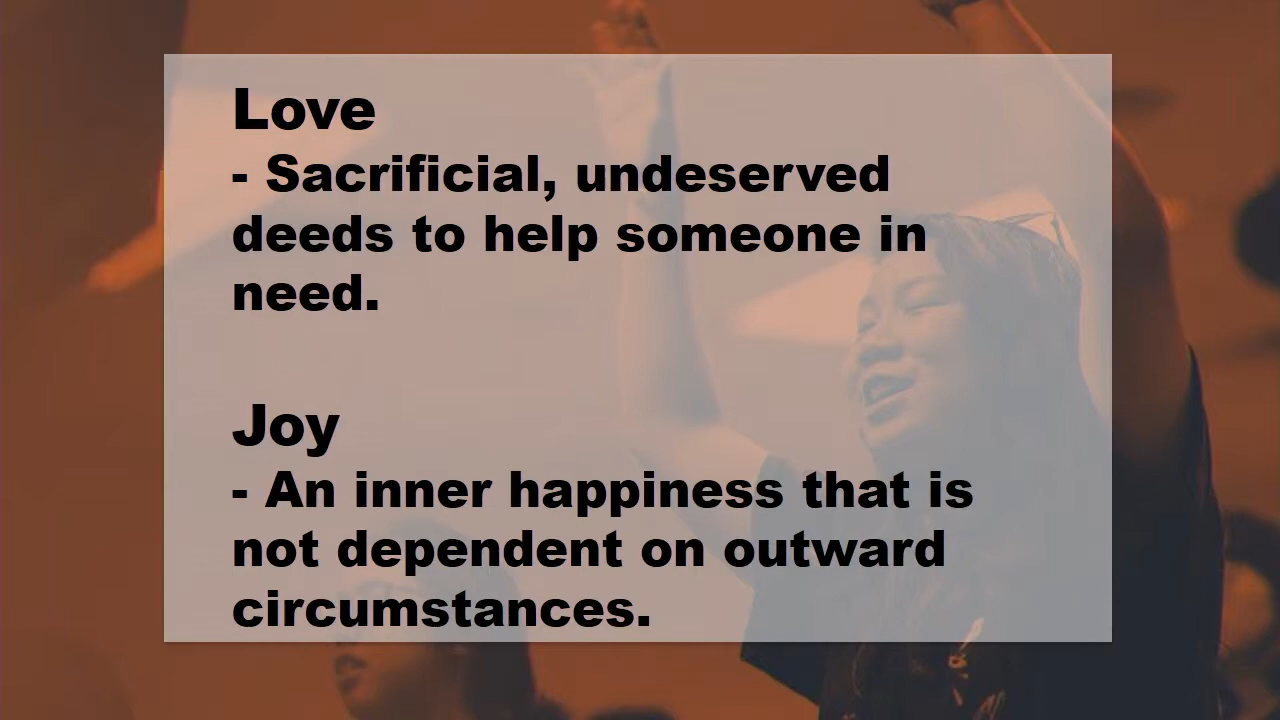 Love
- Sacrificial, undeserved
deeds to help someone in
need.
Joy
- An inner happiness that is
not dependent on outward
circumstances.